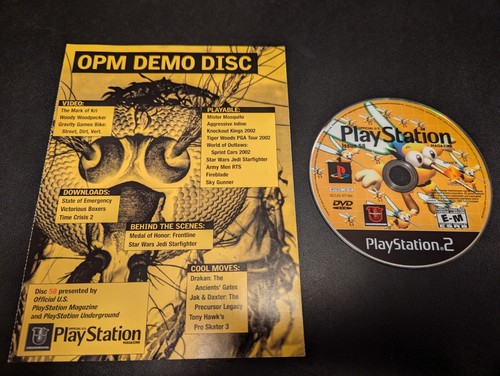 OPM DEMO DISC
VIDEO:
The Mark of Kri
Woody Woodpecker
Gravity Games Bike:
Street, Dirt, Vert.
PLAYABLE:
Mister Mosquito
Aggressive Inline
Knockout Kings 2002
Tiger Woods PGA Tour 2002
World of Outlaws:
Sprint Cars 2002
Star Wars Jedi Starfighter
Army Men RTS
Fireblade
Sky Gunner
DOWNLOADS:
State of Emergency
Victorious Boxers
Time Crisis 2
BEHIND THE SCENES:
Medal of Honor: Frontline
Star Wars Jedi Starfighter
COOL MOVES:
Drakan: The
Ancients' Gates
Jak & Daxter: The
Precursor Legacy
Tony Hawk's
Pro Skater 3
Disc 58 presented by
Official U.S.
PlayStation Magazine
and PlayStation Underground
PlayStation
MAGAZINE
PlayStation
ISSUE 58
MAGAZINE
DVD
E-M
PlayStation.2